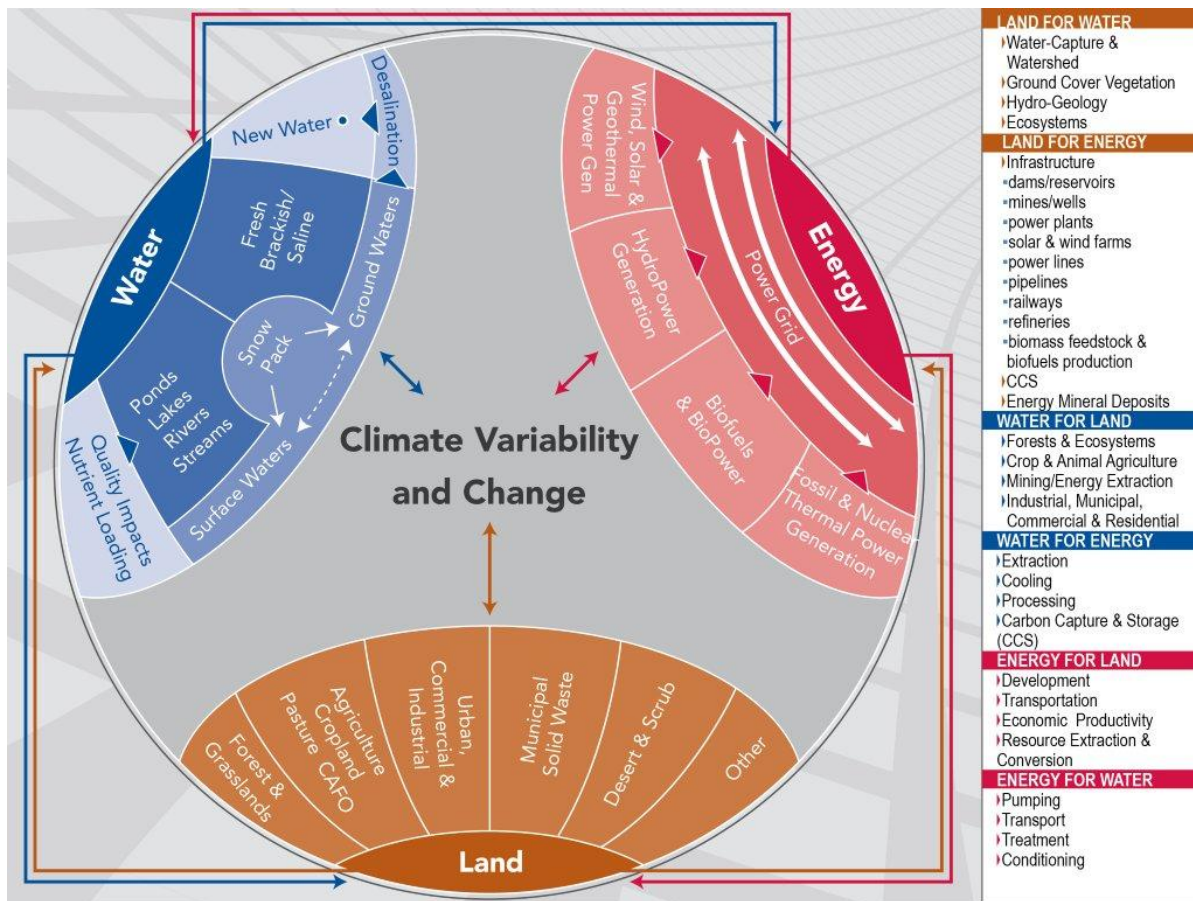 New Water
Desalination
Water
Fresh
Brackish/
Saline
Ground Waters
Snow
Pack
Ponds
Lakes
Rivers
Streams
Surface Waters
Quality Impacts
Nutrient Loading
Wind, Solar &
Geothermal
Power Gen
HydroPower
Generation
Biofuels
& BioPower
Fossil & Nuclear
Thermal Power
Generation
Power Grid
Energy
Climate Variability
and Change
Forest &
Grasslands
Agriculture
Cropland
Pasture CAFO
Urban,
Commercial &
Industrial
Municipal
Solid Waste
Desert & Scrub
Other
Land
LAND FOR WATER
Water-Capture &
Watershed
Ground Cover Vegetation
Hydro-Geology
Ecosystems
LAND FOR ENERGY
Infrastructure
dams/reservoirs
mines/wells
power plants
solar & wind farms
power lines
pipelines
railways
refineries
biomass feedstock &
biofuels production
CCS
Energy Mineral Deposits
WATER FOR LAND
Forests & Ecosystems
Crop & Animal Agriculture
Mining/Energy Extraction
Industrial, Municipal,
Commercial & Residential
WATER FOR ENERGY
Extraction
Cooling
Processing
Carbon Capture & Storage
(CCS)
ENERGY FOR LAND
Development
Transportation
Economic Productivity
Resource Extraction &
Conversion
ENERGY FOR WATER
Pumping
Transport
Treatment
Conditioning